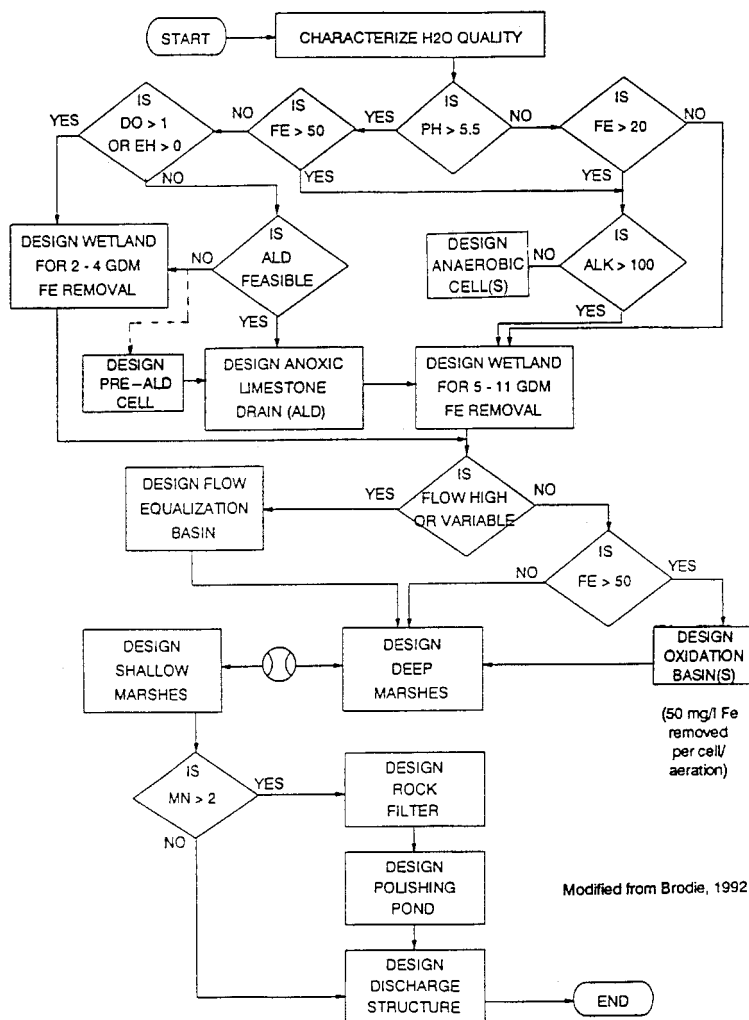 START
CHARACTERIZE H2O QUALITY
IS
DO > 1
OR EH > 0
YES
NO
IS
FE > 50
NO
YES
YES
IS
PH > 5.5
NO
IS
FE > 20
NO
YES
NO
DESIGN WETLAND
FOR 2 - 4 GDM
FE REMOVAL
NO
IS
ALD
FEASIBLE
YES
DESIGN
ANAEROBIC
CELL(S)
NO
IS
ALK > 100
YES
DESIGN
PRE-ALD
CELL
DESIGN ANOXIC
LIMESTONE
DRAIN (ALD)
DESIGN WETLAND
FOR 5 - 11 GDM
FE REMOVAL
DESIGN FLOW
EQUALIZATION
BASIN
YES
IS
FLOW HIGH
OR VARIABLE
NO
NO
IS
FE > 50
YES
DESIGN
SHALLOW
MARSHES
DESIGN
DEEP
MARSHES
DESIGN
OXIDATION
BASIN(S)
(50 mg/l Fe
removed
per cell/
aeration)
IS
MN > 2
YES
NO
DESIGN
ROCK
FILTER
DESIGN
POLISHING
POND
Modified from Brodie, 1992
DESIGN
DISCHARGE
STRUCTURE
END